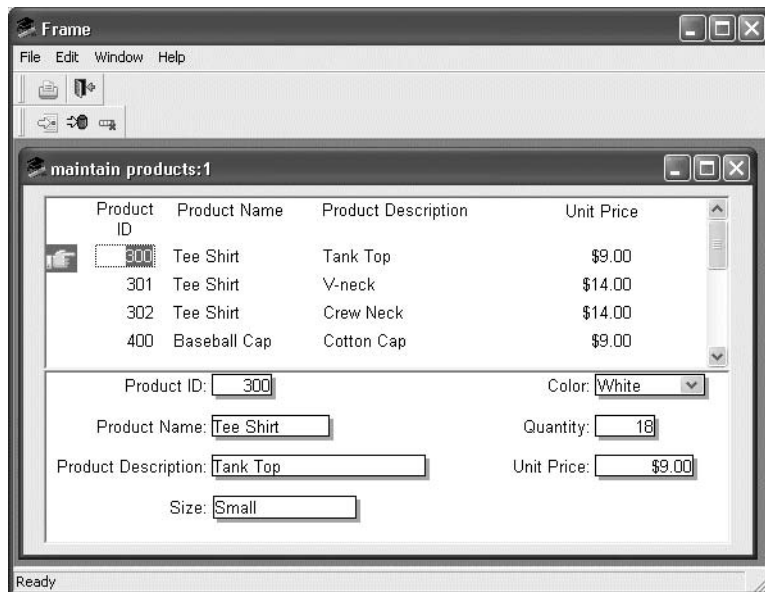 Frame
File Edit Window Help
maintain products:1
Product ID Product Name Product Description Unit Price
300 Tee Shirt Tank Top $9.00
301 Tee Shirt V-neck $14.00
302 Tee Shirt Crew Neck $14.00
400 Baseball Cap Cotton Cap $9.00
Product ID: 300 Color: White
Product Name: Tee Shirt Quantity: 18
Product Description: Tank Top Unit Price: $9.00
Size: Small
Ready